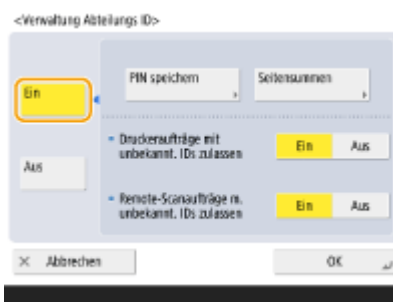 <Verwaltung Abteilungs ID>
Ein
PIN speichern
Seitensummen
Druckeraufträge mit
unbekannt. IDs zulassen
Ein
Aus
Aus
Remote-Scanaufträge m.
unbekannt. IDs zulassen
Ein
Aus
Abbrechen
OK